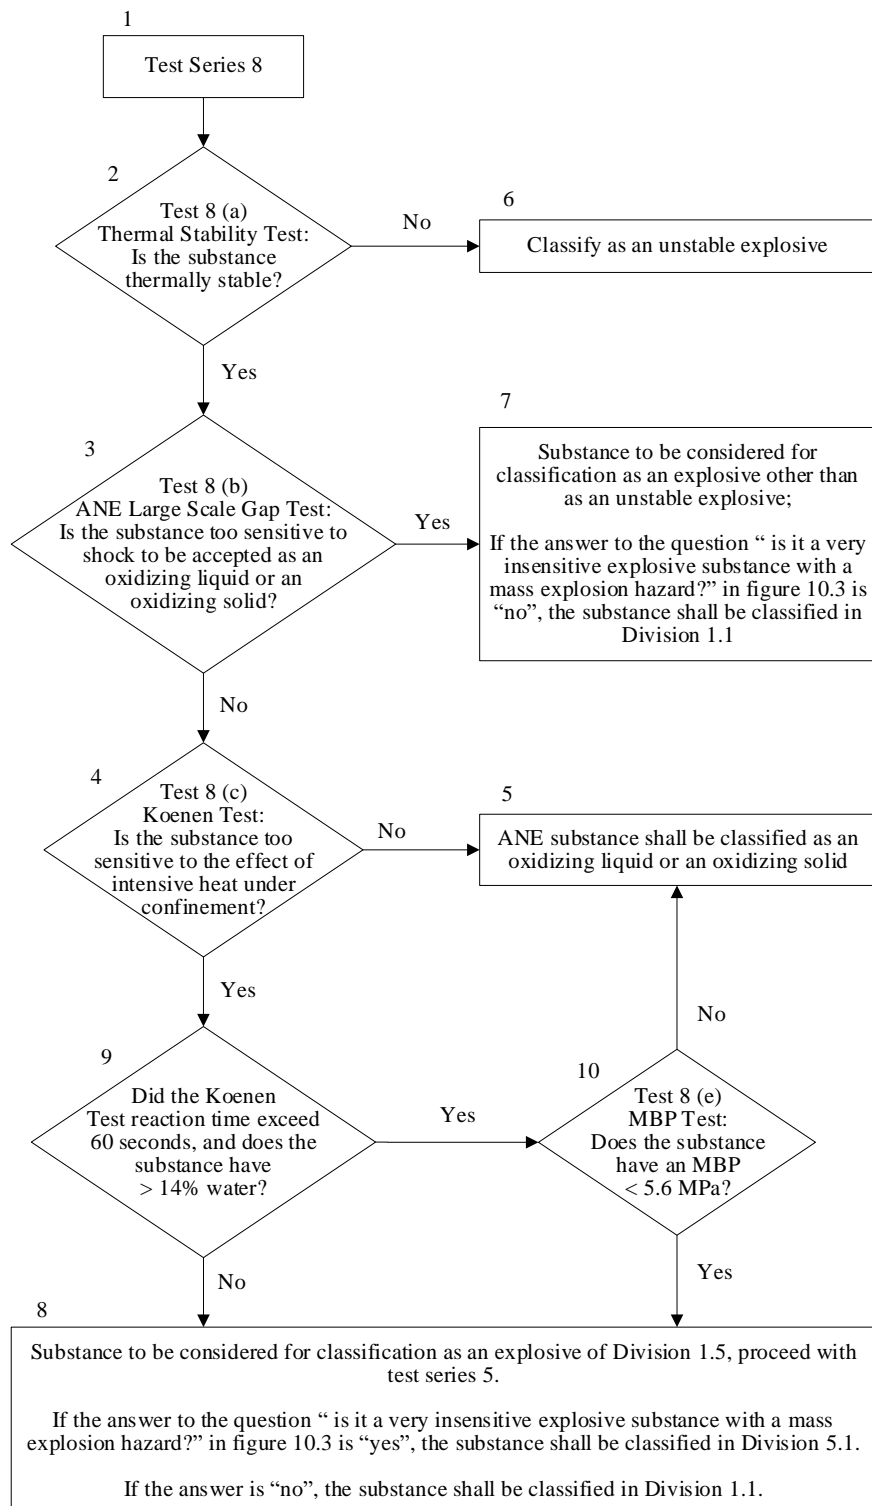 1
Test Series 8
2
Test 8 (a)
Thermal Stability Test:
Is the substance
thermally stable?
No
6
Classify as an unstable explosive
Yes
3
Test 8 (b)
ANE Large Scale Gap Test:
Is the substance too sensitive to
shock to be accepted as an
oxidizing liquid or an
oxidizing solid?
Yes
7
Substance to be considered for
classification as an explosive other than
as an unstable explosive;
If the answer to the question “ is it a very
insensitive explosive substance with a
mass explosion hazard?” in figure 10.3 is
“no”, the substance shall be classified in
Division 1.1
No
4
Test 8 (c)
Koenen Test:
Is the substance too
sensitive to the effect of
intensive heat under
confinement?
No
5
ANE substance shall be classified as an
oxidizing liquid or an oxidizing solid
Yes
No
9
Did the Koenen
Test reaction time exceed
60 seconds, and does the
substance have
> 14% water?
Yes
10
Test 8 (e)
MBP Test:
Does the substance
have an MBP
< 5.6 MPa?
No
Yes
8
Substance to be considered for classification as an explosive of Division 1.5, proceed with
test series 5.
If the answer to the question “ is it a very insensitive explosive substance with a mass
explosion hazard?” in figure 10.3 is “yes”, the substance shall be classified in Division 5.1.
If the answer is “no”, the substance shall be classified in Division 1.1.